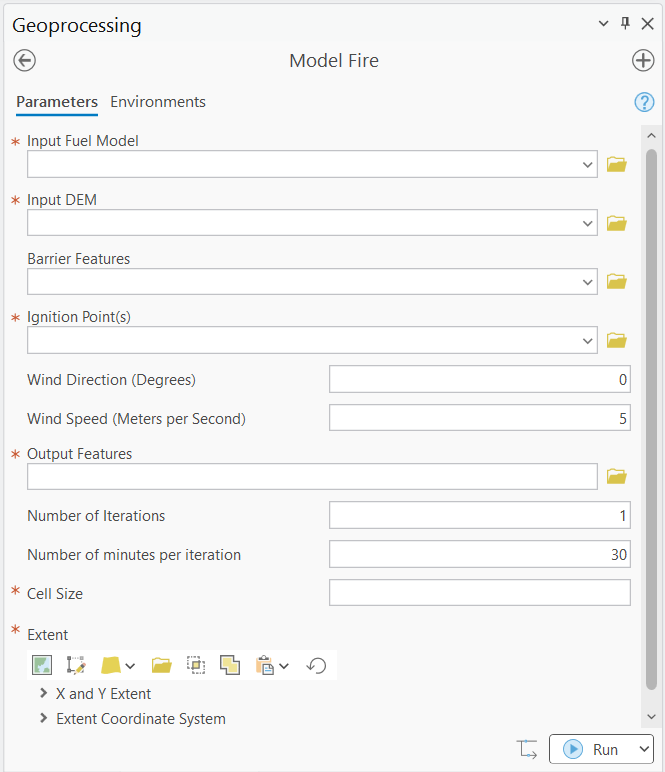 Geoprocessing
Model Fire
Parameters Environments
* Input Fuel Model
* Input DEM
Barrier Features
* Ignition Point(s)
Wind Direction (Degrees) 0
Wind Speed (Meters per Second) 5
* Output Features
Number of Iterations 1
Number of minutes per iteration 30
* Cell Size
* Extent
X and Y Extent
Extent Coordinate System
Run